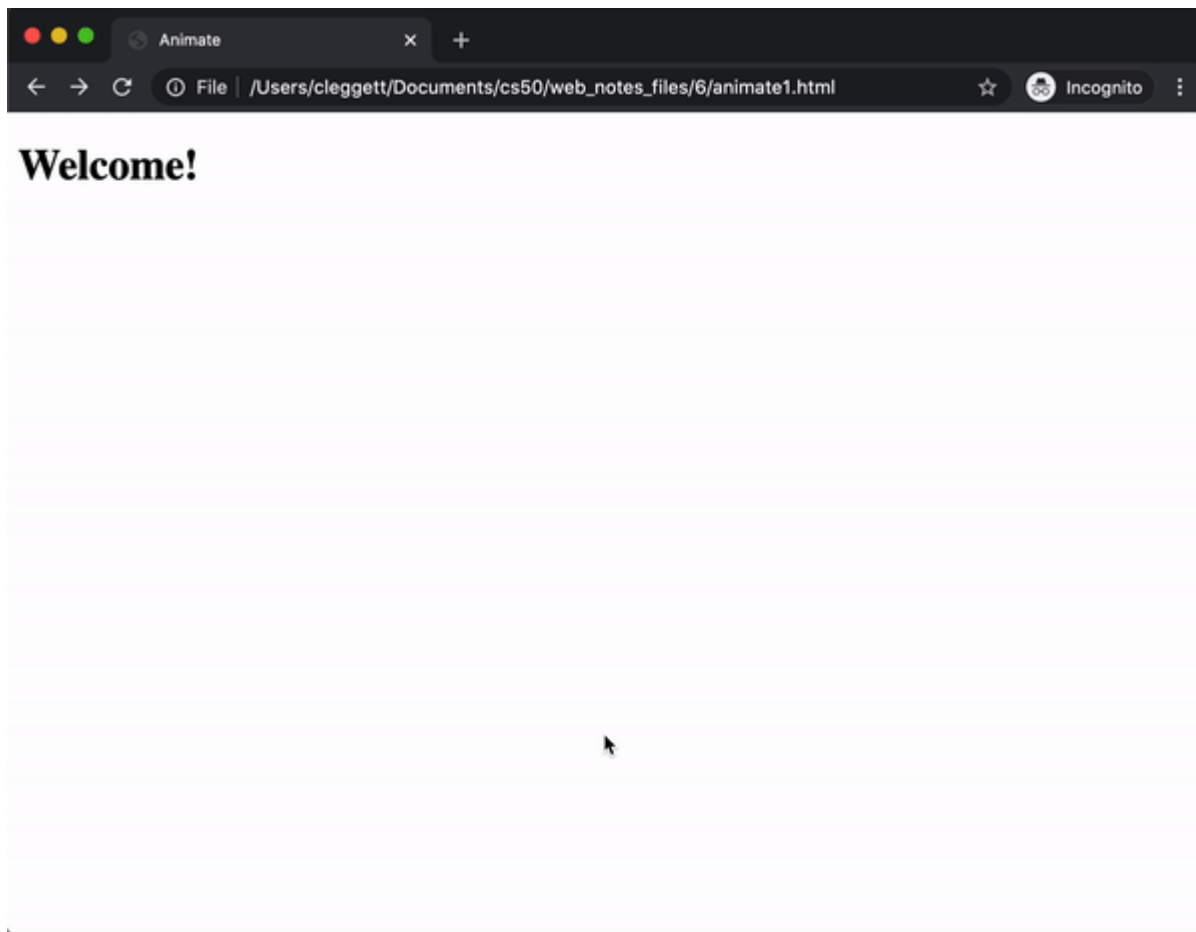 Animate
File /Users/cleggett/Documents/cs50/web_notes_files/6/animate1.html Incognito
Welcome!